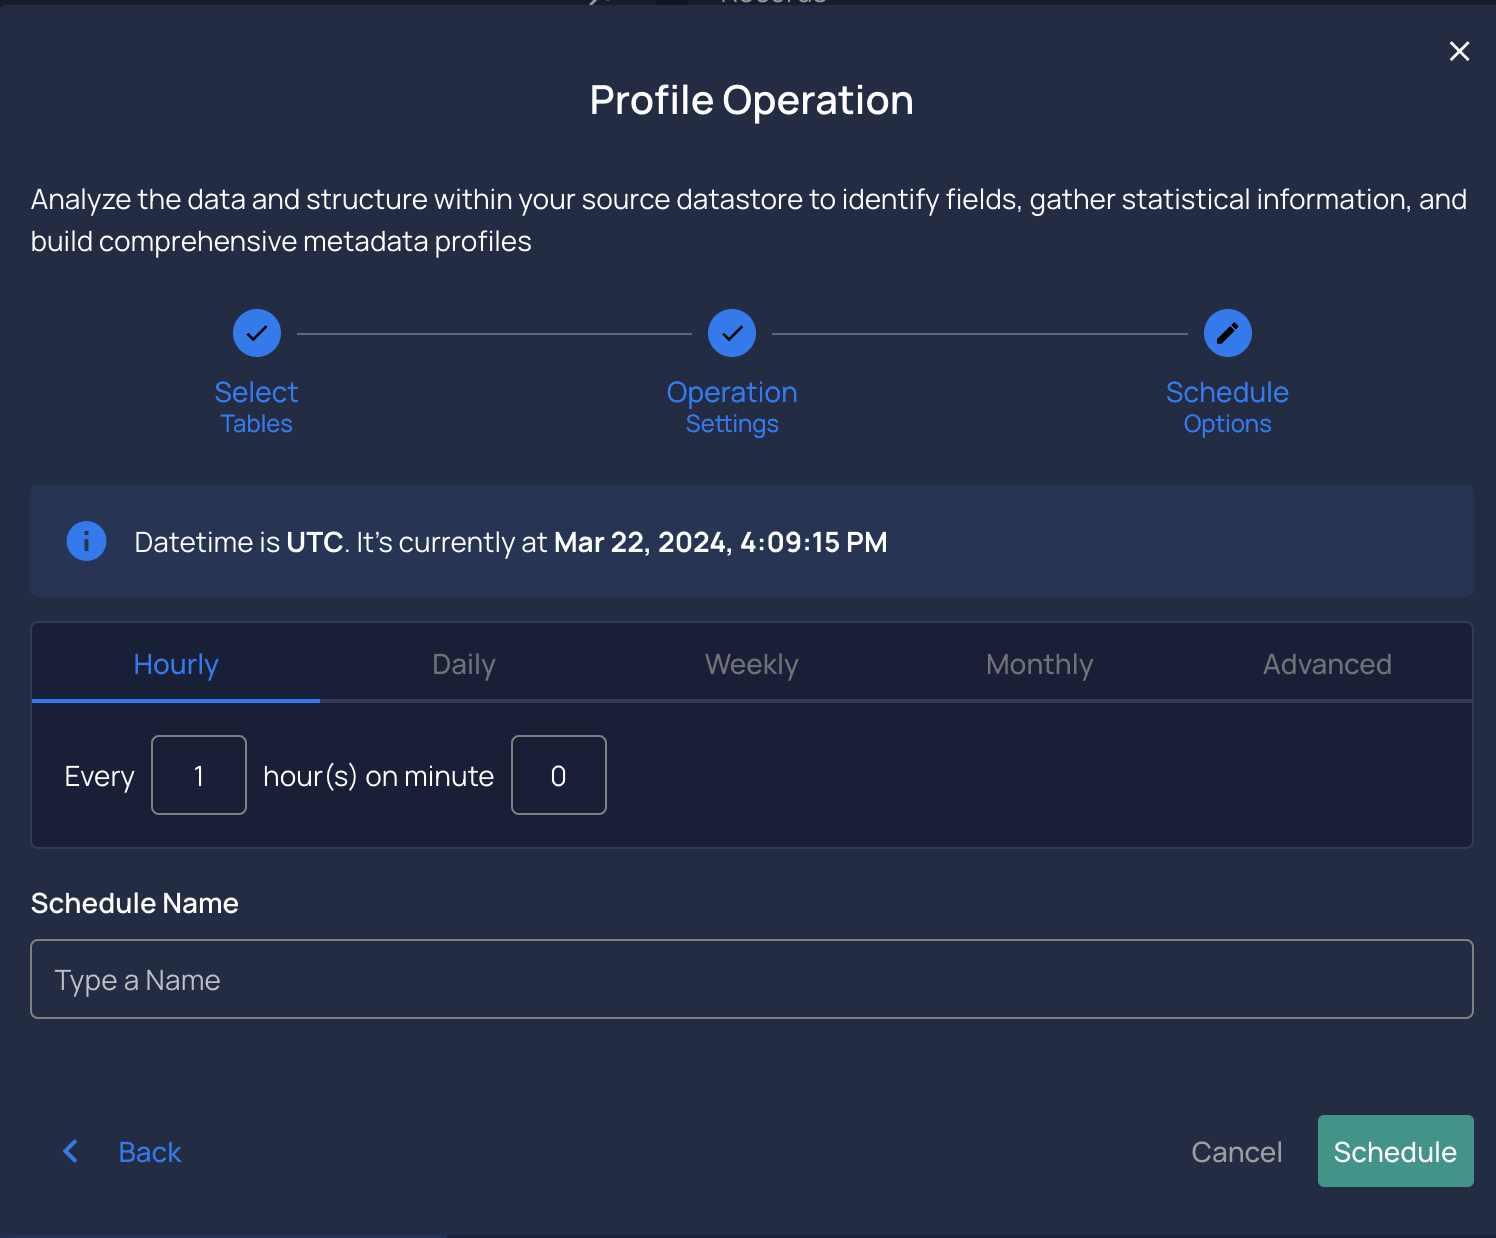 Profile Operation
Analyze the data and structure within your source datastore to identify fields, gather statistical information, and
build comprehensive metadata profiles
Select
Tables
Operation
Settings
Schedule
Options
Datetime is UTC. It's currently at Mar 22, 2024, 4:09:15 PM
Hourly Daily Weekly Monthly Advanced
Every 1 hour(s) on minute 0
Schedule Name
Type a Name
Back Cancel Schedule